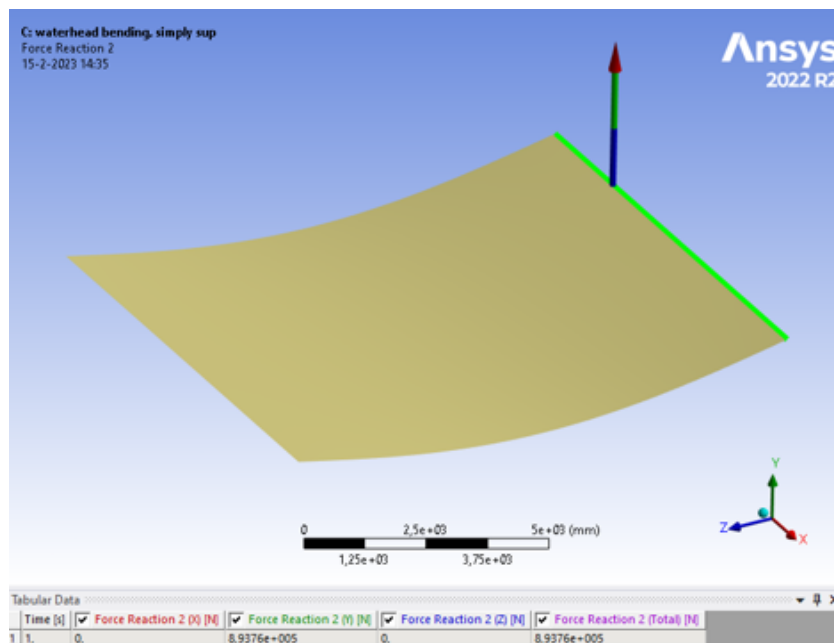 C: waterhead bending, simply sup
Force Reaction 2
15-2-2023 14:35
Ansys
2022 R2
Y
Z
X
0 2,5e+03 5e+03 (mm)
1,25e+03 3,75e+03
Tabular Data
Time [s] Force Reaction 2 (X) [N] Force Reaction 2 (Y) [N] Force Reaction 2 (Z) [N] Force Reaction 2 (Total) [N]
1 1. 0. 8.9376e+005 0. 8.9376e+005